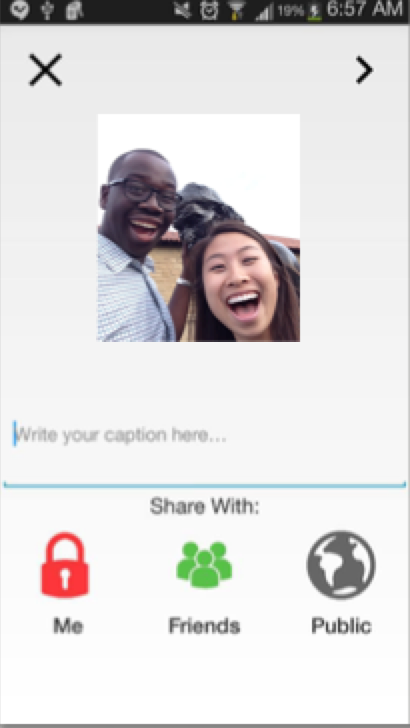 19% 6:57 AM
Write your caption here...
Share With:
Me Friends Public